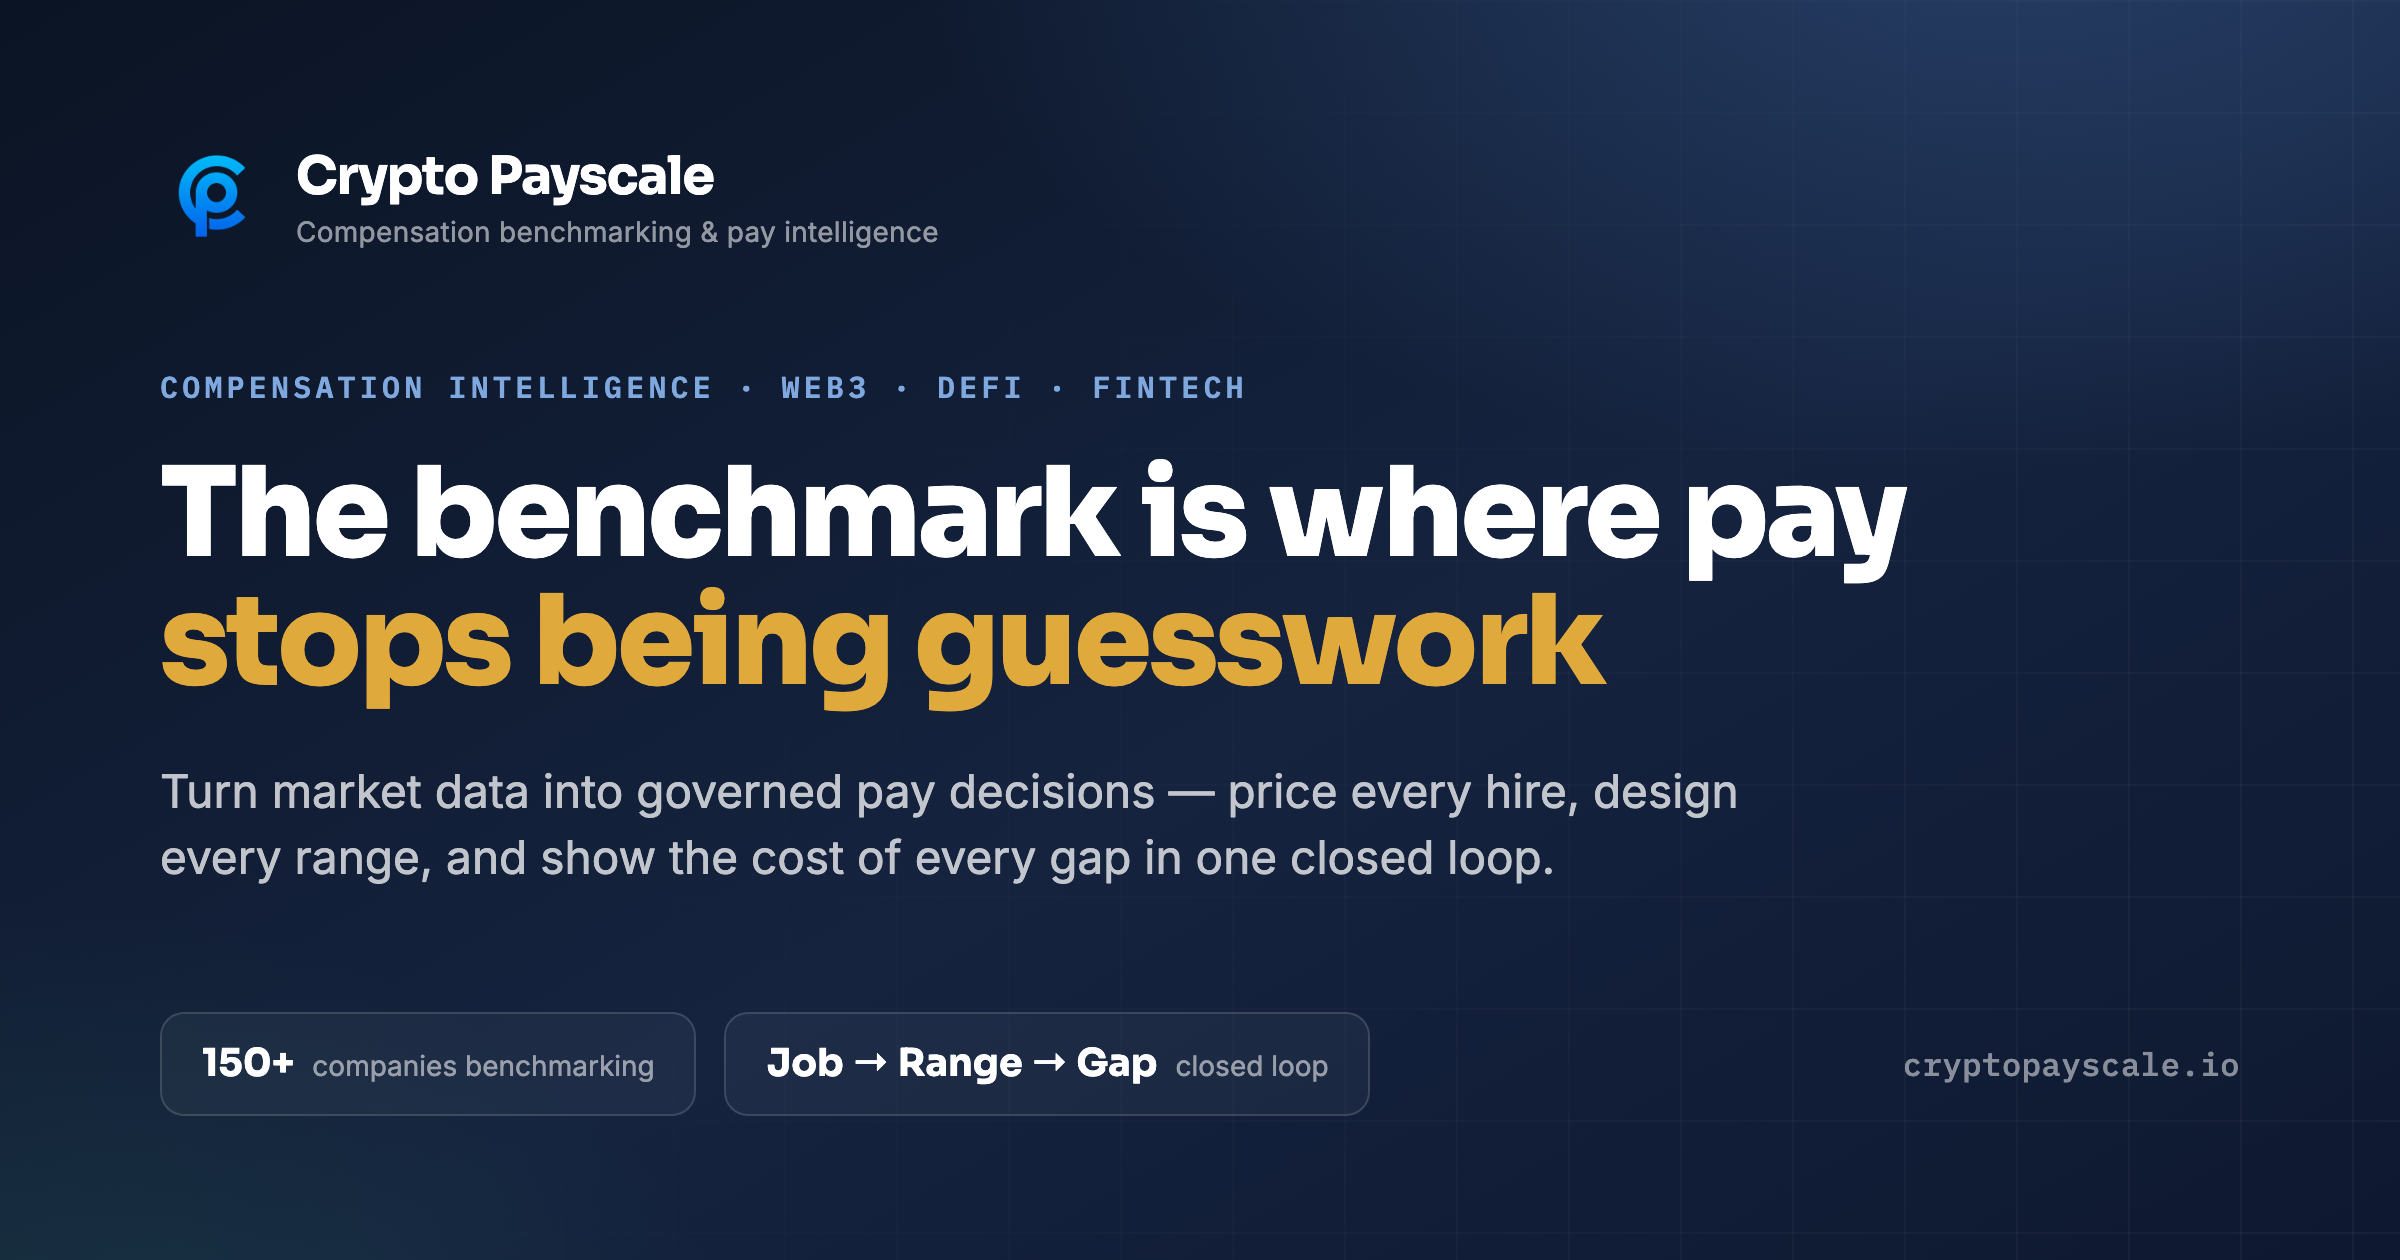 Crypto Payscale
Compensation benchmarking & pay intelligence
COMPENSATION INTELLIGENCE · WEB3 · DEFI · FINTECH
The benchmark is where pay
stops being guesswork
Turn market data into governed pay decisions — price every hire, design
every range, and show the cost of every gap in one closed loop.
150+ companies benchmarking
Job → Range → Gap closed loop
cryptopayscale.io